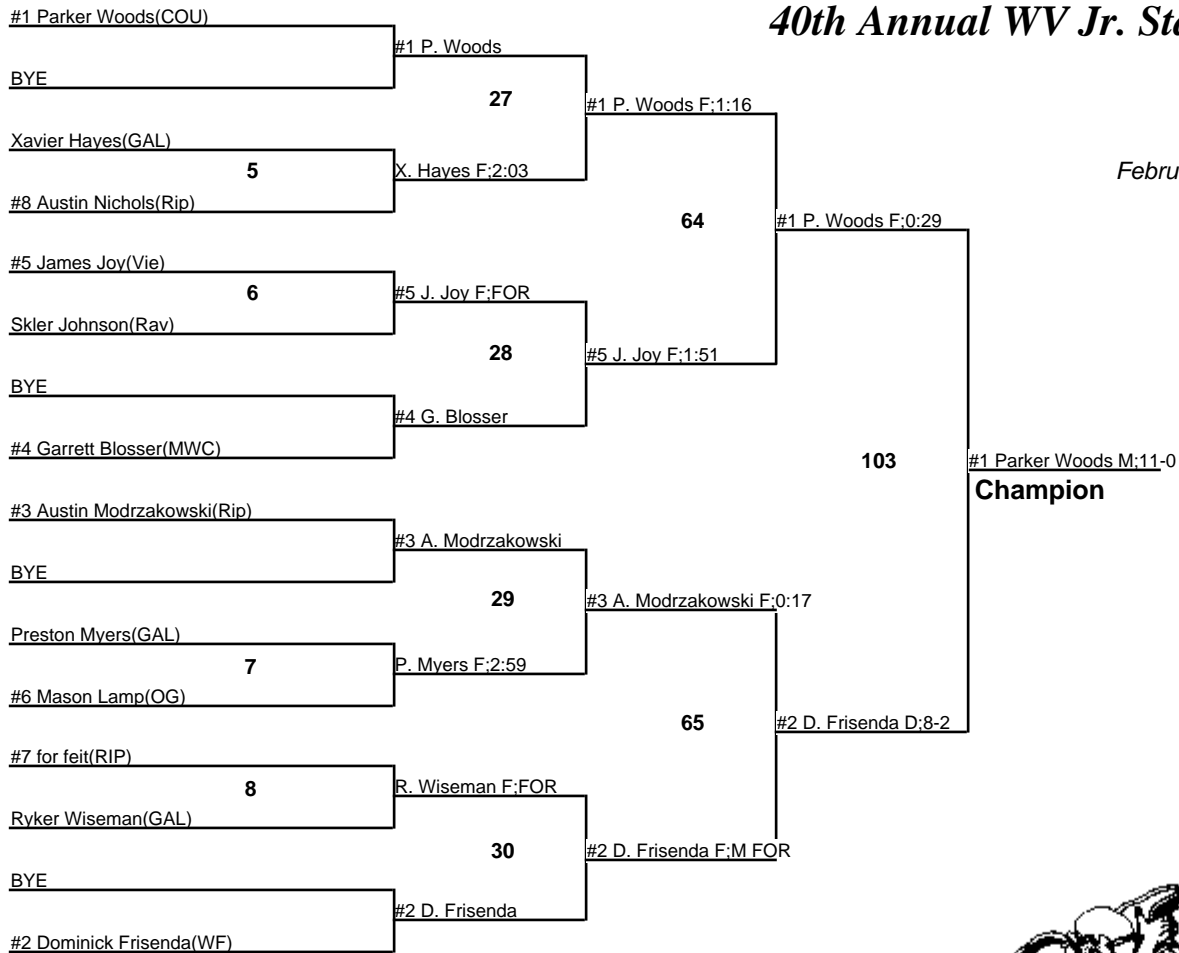 40th Annual WV Jr. Sta
Febru
#1 Parker Woods(COU)
BYE
Xavier Hayes(GAL)
5
#8 Austin Nichols(Rip)
#5 James Joy(Vie)
6
Skler Johnson(Rav)
BYE
#4 Garrett Blosser(MWC)
#3 Austin Modrzakowski(Rip)
BYE
Preston Myers(GAL)
7
#6 Mason Lamp(OG)
#7 for feit(RIP)
8
Ryker Wiseman(GAL)
BYE
#2 Dominick Frisenda(WF)
#1 P. Woods
27
X. Hayes F;2:03
#5 J. Joy F;FOR
28
#4 G. Blosser
#3 A. Modrzakowski
29
P. Myers F;2:59
R. Wiseman F;FOR
30
#2 D. Frisenda
#1 P. Woods F;1:16
64
#5 J. Joy F;1:51
#3 A. Modrzakowski F;0:17
65
#2 D. Frisenda F;M FOR
#1 P. Woods F;0:29
103
#2 D. Frisenda D;8-2
#1 Parker Woods M;11-0
Champion